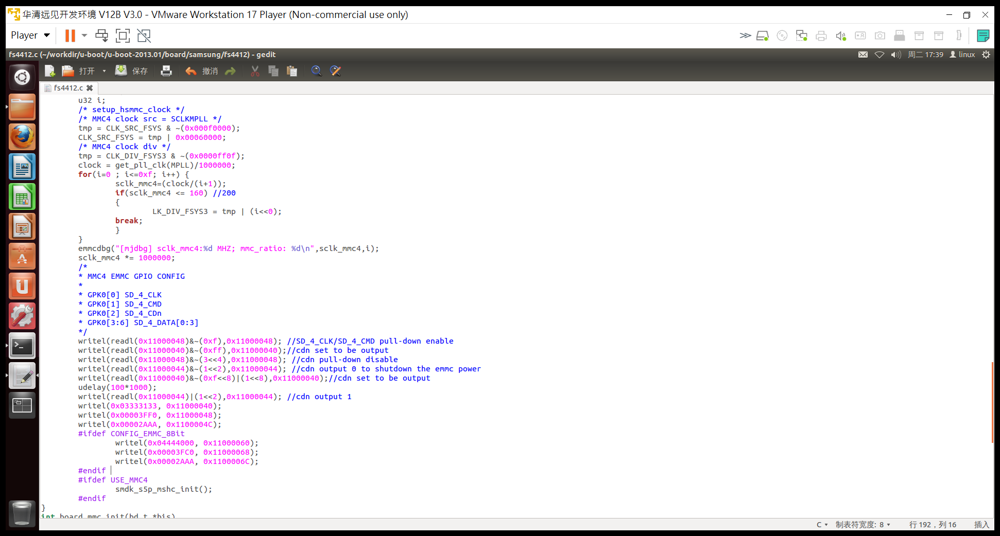 华清远见开发环境 V12B V3.0 - VMware Workstation 17 Player (Non-commercial use only)
Player
fs4412.c (~/workdir/u-boot/u-boot-2013.01/board/samsung/fs4412) - gedit
周二 17:39 linux
打开 保存 撤消
fs4412.c
u32 i;
/* setup_hsmmc_clock */
/* MMC4 clock src = SCLKMPLL */
tmp = CLK_SRC_FSYS & ~(0x000f0000);
CLK_SRC_FSYS = tmp | 0x00060000;
/* MMC4 clock div */
tmp = CLK_DIV_FSYS3 & ~(0x0000ff0f);
clock = get_pll_clk(MPLL)/1000000;
for(i=0 ; i<=0xf; i++) {
sclk_mmc4=(clock/(i+1));
if(sclk_mmc4 <= 160) //200
{
LK_DIV_FSYS3 = tmp | (i<<0);
break;
}
}
emmcdbg("[mjdbg] sclk_mmc4:%d MHZ; mmc_ratio: %d\n",sclk_mmc4,i);
sclk_mmc4 *= 1000000;
/*
* MMC4 EMMC GPIO CONFIG
*
* GPK0[0] SD_4_CLK
* GPK0[1] SD_4_CMD
* GPK0[2] SD_4_CDn
* GPK0[3:6] SD_4_DATA[0:3]
*/
writel(readl(0x11000048)&~(0xf),0x11000048); //SD_4_CLK/SD_4_CMD pull-down enable
writel(readl(0x11000040)&~(0xff),0x11000040);//cdn set to be output
writel(readl(0x11000048)&~(3<<4),0x11000048); //cdn pull-down disable
writel(readl(0x11000044)&~(1<<2),0x11000044); //cdn output 0 to shutdown the emmc power
writel(readl(0x11000040)&~(0xf<<8)|(1<<8),0x11000040);//cdn set to be output
udelay(100*1000);
writel(readl(0x11000044)|(1<<2),0x11000044); //cdn output 1
writel(0x03333133, 0x11000040);
writel(0x00003FF0, 0x11000048);
writel(0x00002AAA, 0x1100004C);
#ifdef CONFIG_EMMC_8Bit
writel(0x04444000, 0x11000060);
writel(0x00003FC0, 0x11000068);
writel(0x00002AAA, 0x1100006C);
#endif
#ifdef USE_MMC4
smdk_s5p_mshc_init();
#endif
}
int board_mmc_init(bd_t *bis)
C 制表符宽度: 8 行 192，列 16 插入